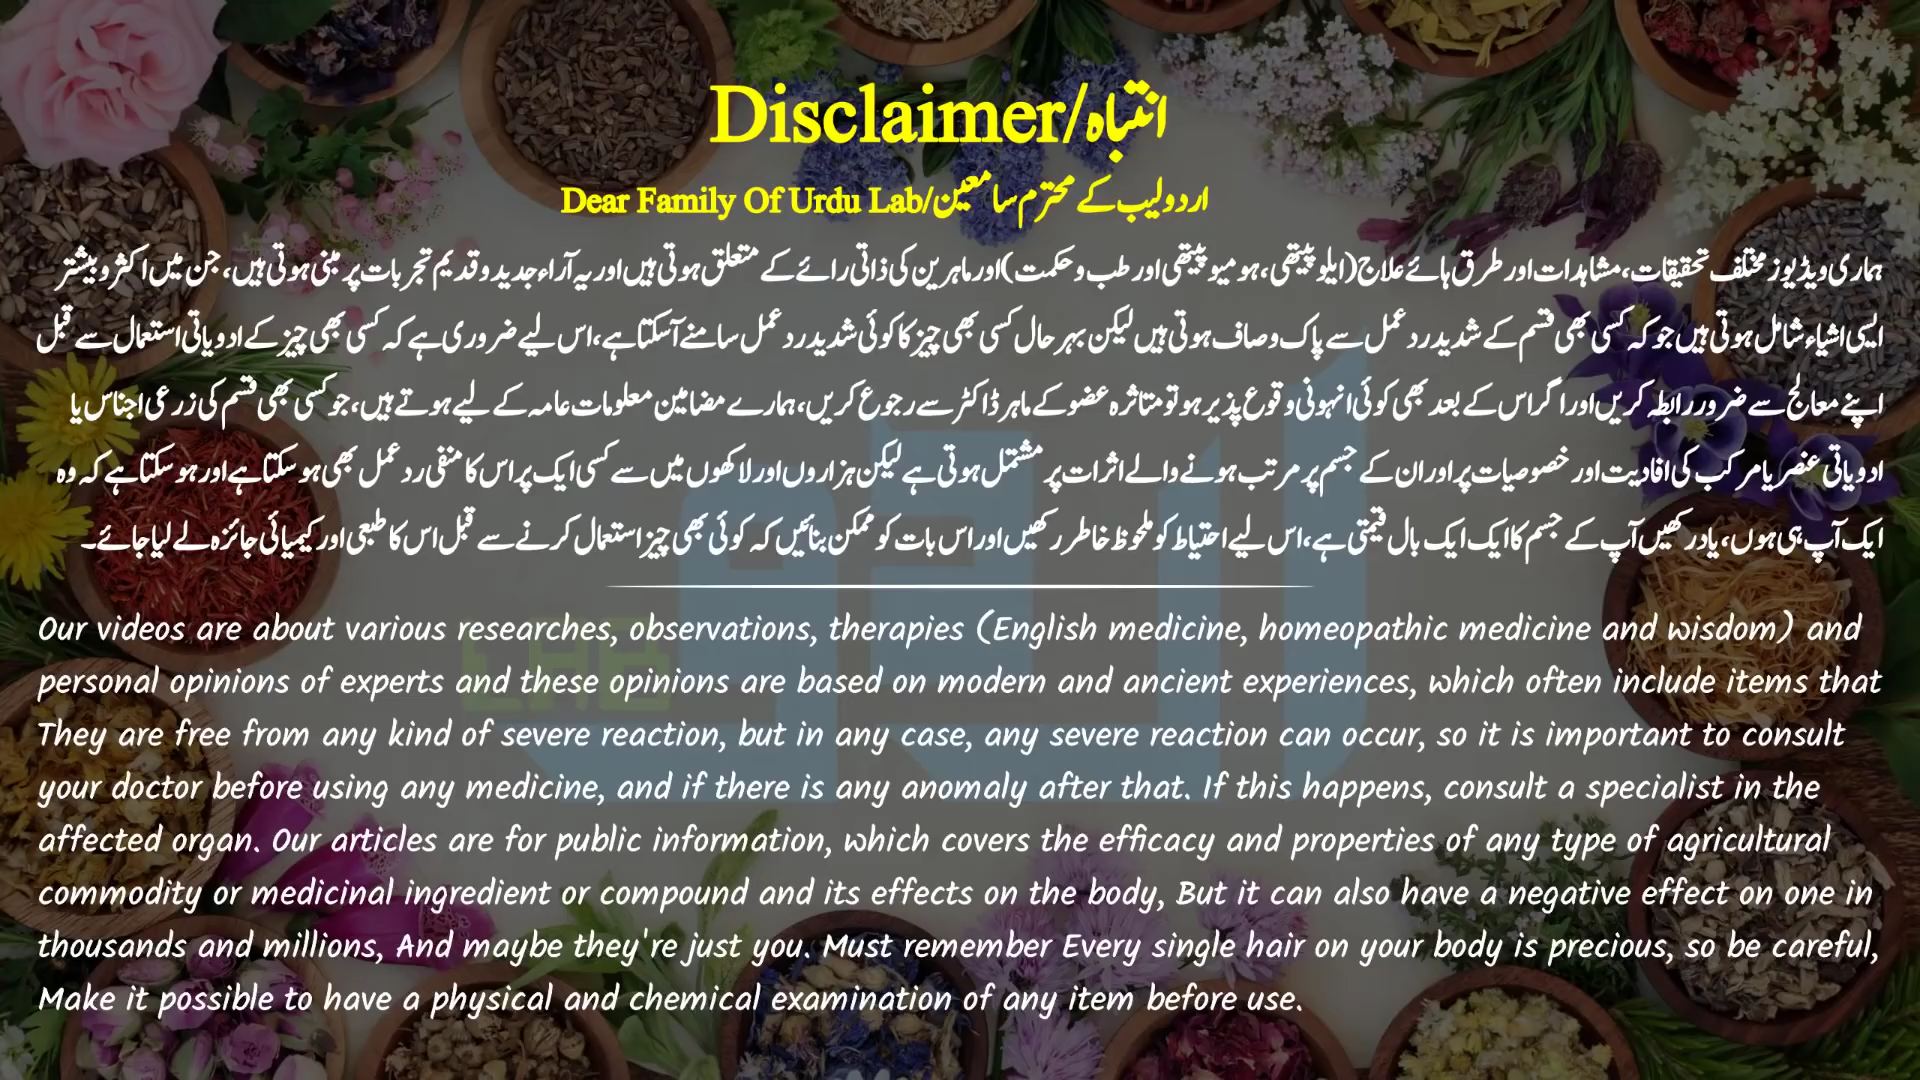 Disclaimer/انتباہ
Dear Family Of Urdu Lab/اردو لیب کے محترم سامعین
ہماری ویڈیوز مختلف تحقیقات، مشاہدات اور طرق ہائے علاج (ایلوپیتھی، ہومیوپیتھی اور طب و حکمت) اور ماہرین کی ذاتی رائے کے متعلق ہوتی ہیں اور یہ آراء جدید و قدیم تجربات پر مبنی ہوتی ہیں، جن میں اکثر و بیشتر
ایسی اشیاء شامل ہوتی ہیں جو کہ کسی بھی قسم کے شدید ردعمل سے پاک و صاف ہوتی ہیں لیکن بہرحال کسی بھی چیز کا کوئی شدید ردعمل سامنے آسکتا ہے، اس لیے ضروری ہے کہ کسی بھی چیز کے ادویاتی استعمال سے قبل
اپنے معالج سے ضرور رابطہ کریں اور اگر اس کے بعد بھی کوئی انہونی وقوع پذیر ہو تو متاثرہ عضو کے ماہر ڈاکٹر سے رجوع کریں، ہمارے مضامین معلومات عامہ کے لیے ہوتے ہیں، جو کسی بھی قسم کی زرعی اجناس یا
ادویاتی عنصر یا مرکب کی افادیت اور خصوصیات پر اور ان کے جسم پر مرتب ہونے والے اثرات پر مشتمل ہوتی ہے لیکن ہزاروں اور لاکھوں میں سے کسی ایک پر اس کا منفی ردعمل بھی ہو سکتا ہے اور ہو سکتا ہے کہ وہ
ایک آپ ہی ہوں، یاد رکھیں آپ کے جسم کا ایک ایک بال قیمتی ہے، اس لیے احتیاط کو ملحوظ خاطر رکھیں اور اس بات کو ممکن بنائیں کہ کوئی بھی چیز استعمال کرنے سے قبل اس کا طبعی اور کیمیائی جائزہ لے لیا جائے۔
Our videos are about various researches, observations, therapies (English medicine, homeopathic medicine and wisdom) and
personal opinions of experts and these opinions are based on modern and ancient experiences, which often include items that
They are free from any kind of severe reaction, but in any case, any severe reaction can occur, so it is important to consult
your doctor before using any medicine, and if there is any anomaly after that. If this happens, consult a specialist in the
affected organ. Our articles are for public information, which covers the efficacy and properties of any type of agricultural
commodity or medicinal ingredient or compound and its effects on the body, But it can also have a negative effect on one in
thousands and millions, And maybe they're just you. Must remember Every single hair on your body is precious, so be careful,
Make it possible to have a physical and chemical examination of any item before use.
اردو
LAB